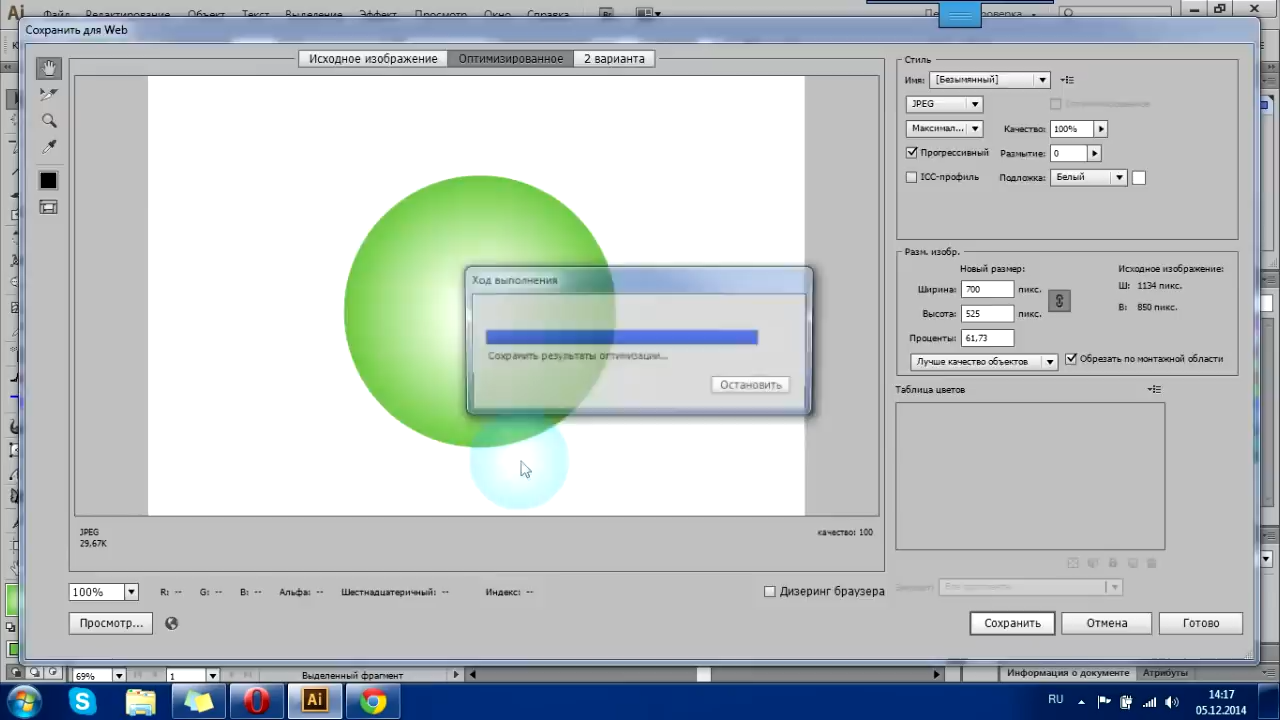 Ai Файл Редактирование Объект Текст Выделение Эффект Просмотр Окно Справка Br
Сохранить для Web
Исходное изображение Оптимизированное 2 варианта
Стиль
Имя: [Безымянный]
JPEG Оптимизированное
Максимал... Качество: 100%
Прогрессивный Размытие: 0
ICC-профиль Подложка: Белый
Разм. изобр.
Новый размер: Исходное изображение:
Ширина: 700 пикс. Ш: 1134 пикс.
Высота: 525 пикс. В: 850 пикс.
Проценты: 61,73
Лучше качество объектов Обрезать по монтажной области
Таблица цветов
Ход выполнения
Сохранить результаты оптимизации...
Остановить
JPEG качество: 100
29,67K
100% R: -- G: -- B: -- Альфа: -- Шестнадцатеричный: -- Индекс: -- Дизеринг браузера
Просмотр... Сохранить Отмена Готово
69% 1 Выделенный фрагмент Информация о документе Атрибуты
Ai RU 14:17
05.12.2014